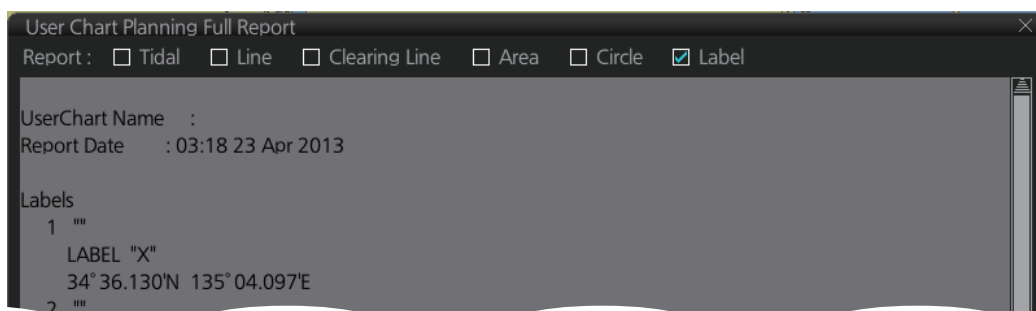 User Chart Planning Full Report
Report : Tidal Line Clearing Line Area Circle Label
UserChart Name :
Report Date : 03:18 23 Apr 2013
Labels
1 ""
LABEL "X"
34°36.130'N 135°04.097'E
2 ""